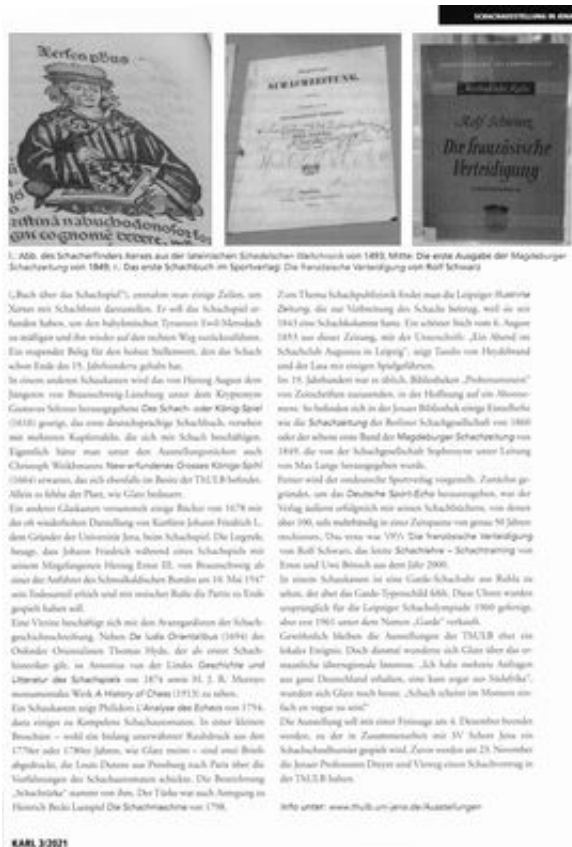 SCHACHAUSSTELLUNG IN JENA
Xersen phūs
SCHACHZEITUNG.
Rolf Schwarz
Die französische
Verteidigung
l.: Abb. des Schacherfinders Xerxes aus der lateinischen Schedelschen Weltchronik von 1493, Mitte: Die erste Ausgabe der Magdeburger
Schachzeitung von 1849, r.: Das erste Schachbuch im Sportverlag: Die französische Verteidigung von Rolf Schwarz
(„Buch über das Schachspiel“), entnahm man einige Zeilen, um
Xerxes mit Schachbrett darzustellen. Er soll das Schachspiel er-
funden haben, um den babylonischen Tyrannen Evil-Merodach
zu mäßigen und ihn wieder auf den rechten Weg zurückzuführen.
Ein Beleg für den hohen Stellenwert, den das Schach
schon Ende des 15. Jahrhunderts gehabt hat.
In einem anderen Schaukasten wird das von Herzog August dem
Jüngeren von Braunschweig-Lüneburg unter dem Kryptonym
Gustavus Selenus herausgegebene Das Schach- oder König-Spiel
(1616) gezeigt, das erste deutschsprachige Schachbuch, versehen
mit mehreren Kupfertafeln, die sich mit Schach beschäftigen.
Eigentlich hätte man unter den Ausstellungsstücken auch
Christoph Weikhmanns New-erfundenes Grosses Königs-Spihl
(1664) erwartet, das sich ebenfalls im Besitz der ThULB befindet.
Allein es fehlte der Platz, wie Glatz bedauert.
Ein anderer Glaskasten versammelt einige Bücher von 1678 mit
der oft wiederholten Darstellung von Kurfürst Johann Friedrich I.,
dem Gründer der Universität Jena, beim Schachspiel. Die Legende
besagt, dass Johann Friedrich während eines Schachspiels mit
seinem Mitgefangenen Herzog Ernst III. von Braunschweig als
einer der Anführer des Schmalkaldischen Bundes am 10. Mai 1547
sein Todesurteil erhielt und mit stoischer Ruhe die Partie zu Ende
gespielt haben soll.
Eine Vitrine beschäftigt sich mit den Avantgardisten der Schach-
geschichtsschreibung. Neben De ludis Orientalibus (1694) des
Oxforder Orientalisten Thomas Hyde, der als erster Schach-
historiker gilt, ist Antonius van der Lindes Geschichte und
Litteratur des Schachspiels von 1874 sowie H. J. R. Murrays
monumentales Werk A History of Chess (1913) zu sehen.
Ein Schaukasten zeigt Philidors L'Analyse des Echecs von 1754,
dazu einiges zu Kempelens Schachautomaten. In einer kleinen
Broschüre – wohl ein bislang unerwähnter Raubdruck aus den
1770er oder 1780er Jahren, wie Glatz meint – sind zwei Briefe
abgedruckt, die Louis Dutens aus Pressburg nach Paris über die
Vorführungen des Schachautomaten schickte. Die Bezeichnung
„Schachtürke“ stammt von ihm. Der Türke war auch Anregung zu
Heinrich Becks Lustspiel Die Schachmaschine von 1798.
Zum Thema Schachpublizistik findet man die Leipziger Illustrirte
Zeitung, die zur Verbreitung des Schachs beitrug, weil sie seit
1843 eine Schachkolumne hatte. Ein schöner Stich vom 6. August
1853 aus dieser Zeitung, mit der Unterschrift: „Ein Abend im
Schachclub Augustea in Leipzig“, zeigt Tassilo von Heydebrand
und der Lasa mit einigen Spielgefährten.
Im 19. Jahrhundert war es üblich, Bibliotheken „Probenummern“
von Zeitschriften zuzusenden, in der Hoffnung auf ein Abonne-
ment. So befinden sich in der Jenaer Bibliothek einige Einzelhefte
wie die Schachzeitung der Berliner Schachgesellschaft von 1860
oder der seltene erste Band der Magdeburger Schachzeitung von
1849, die von der Schachgesellschaft Sophrosyne unter Leitung
von Max Lange herausgegeben wurde.
Ferner wird der ostdeutsche Sportverlag vorgestellt. Zunächst ge-
gründet, um das Deutsche Sport-Echo herauszugeben, war der
Verlag äußerst erfolgreich mit seinen Schachbüchern, von denen
über 100, teils mehrbändig in einer Zeitspanne von genau 50 Jahren
erschienen. Das erste war Die französische Verteidigung
von Rolf Schwarz, das letzte Schachlehre – Schachtraining von
Ernst und Uwe Bönsch aus dem Jahr 2000.
In einem Schaukasten ist eine Garde-Schachuhr aus Ruhla zu
sehen, der aber das Garde-Typenschild fehlt. Diese Uhren wurden
ursprünglich für die Leipziger Schacholympiade 1960 gefertigt,
aber erst 1961 unter dem Namen „Garde“ verkauft.
Gewöhnlich bleiben die Ausstellungen der ThULB eher ein
lokales Ereignis. Doch diesmal wunderte sich Glatz über das er-
staunliche überregionale Interesse. „Ich habe mehrere Anfragen
aus ganz Deutschland erhalten, eine kam sogar aus Südafrika“,
wundert sich Glatz noch heute. „Schach scheint im Moment ein-
fach en vogue zu sein!“
Die Ausstellung soll mit einer Finissage am 4. Dezember beendet
werden, zu der in Zusammenarbeit mit SV Schott Jena ein
Schachschnellturnier gespielt wird. Zuvor werden am 23. November
die Jenaer Professoren Dreyer und Vieweg einen Schachvortrag in
der ThULB halten.
Info unter: www.thulb.uni-jena.de/Ausstellungen
KARL 3/2021